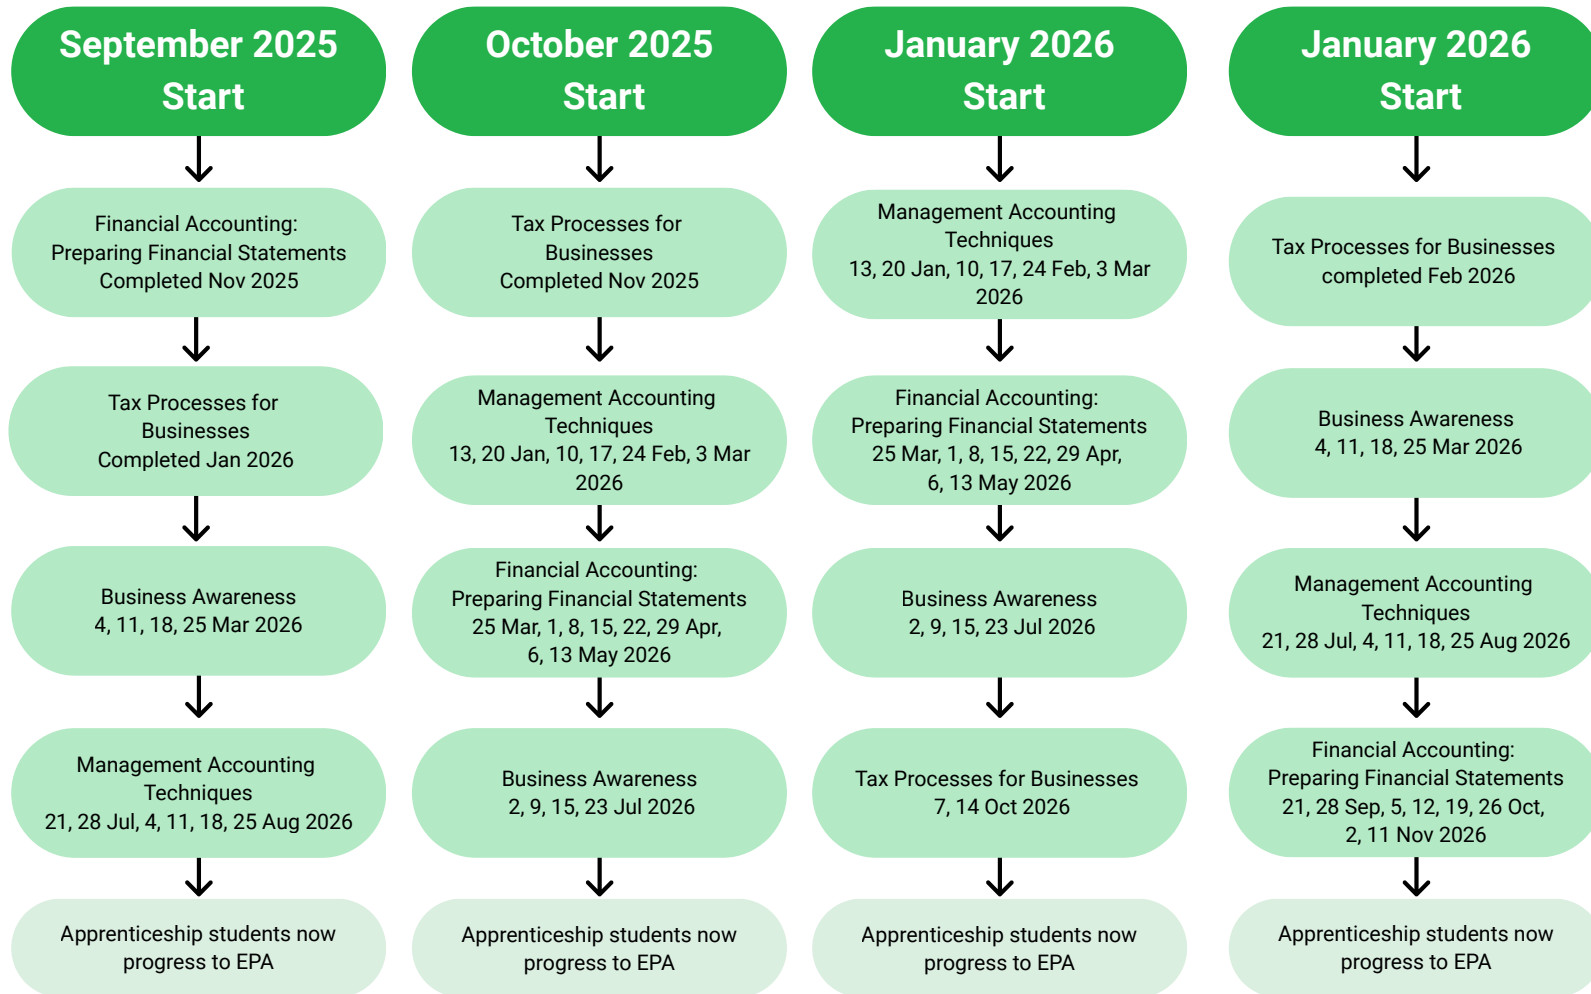 September 2025
Start
Financial Accounting:
Preparing Financial Statements
Completed Nov 2025
Tax Processes for
Businesses
Completed Jan 2026
Business Awareness
4, 11, 18, 25 Mar 2026
Management Accounting
Techniques
21, 28 Jul, 4, 11, 18, 25 Aug 2026
Apprenticeship students now
progress to EPA
October 2025
Start
Tax Processes for
Businesses
Completed Nov 2025
Management Accounting
Techniques
13, 20 Jan, 10, 17, 24 Feb, 3 Mar
2026
Financial Accounting:
Preparing Financial Statements
25 Mar, 1, 8, 15, 22, 29 Apr,
6, 13 May 2026
Business Awareness
2, 9, 15, 23 Jul 2026
Apprenticeship students now
progress to EPA
January 2026
Start
Management Accounting
Techniques
13, 20 Jan, 10, 17, 24 Feb, 3 Mar
2026
Financial Accounting:
Preparing Financial Statements
25 Mar, 1, 8, 15, 22, 29 Apr,
6, 13 May 2026
Business Awareness
2, 9, 15, 23 Jul 2026
Tax Processes for Businesses
7, 14 Oct 2026
Apprenticeship students now
progress to EPA
January 2026
Start
Tax Processes for Businesses
completed Feb 2026
Business Awareness
4, 11, 18, 25 Mar 2026
Management Accounting
Techniques
21, 28 Jul, 4, 11, 18, 25 Aug 2026
Financial Accounting:
Preparing Financial Statements
21, 28 Sep, 5, 12, 19, 26 Oct,
2, 11 Nov 2026
Apprenticeship students now
progress to EPA